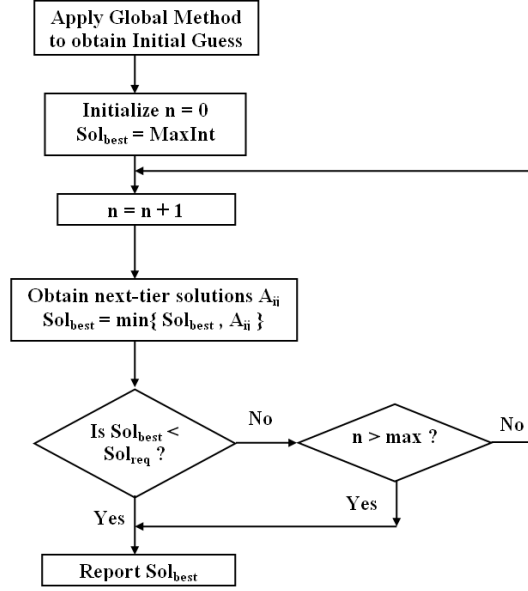 Apply Global Method
to obtain Initial Guess
Initialize n = 0
Sol_best = MaxInt
n = n + 1
Obtain next-tier solutions A_ij
Sol_best = min{ Sol_best , A_ij }
Is Sol_best <
Sol_req ?
No
n > max ?
No
Yes
Yes
Report Sol_best